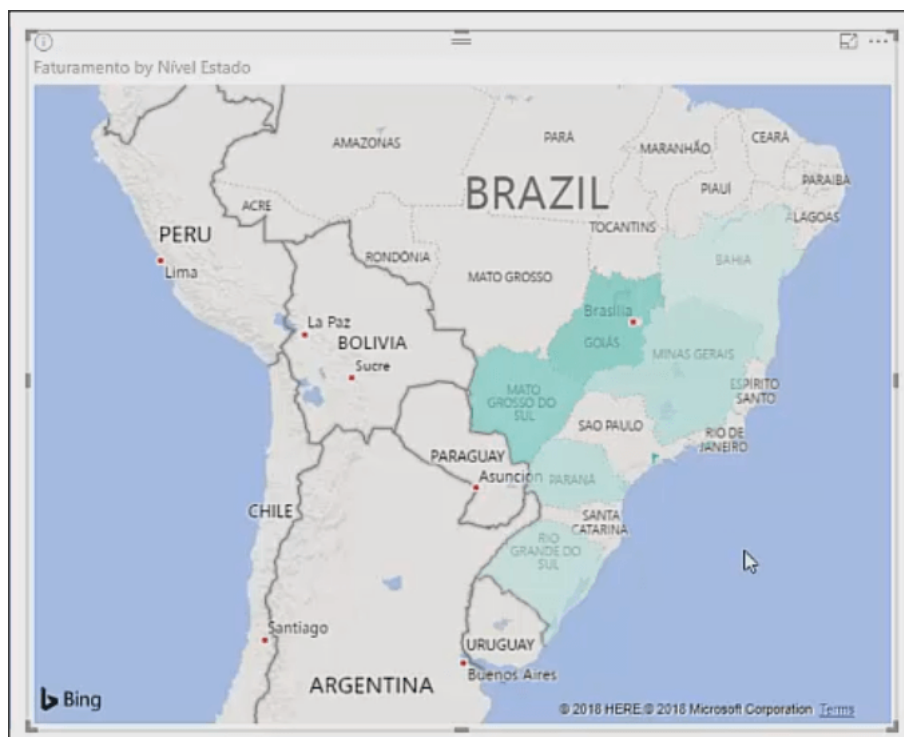 Faturamento by Nível Estado
AMAZONAS
PARÁ
MARANHÃO
CEARÁ
BRAZIL
PIAUÍ
PARAIBA
ACRE
ALAGOAS
TOCANTINS
PERU
RONDÔNIA
BAHIA
Lima
MATO GROSSO
Brasília
La Paz
BOLIVIA
GOIÁS
MINAS GERAIS
Sucre
MATO
GROSSO DO
SUL
ESPÍRITO
SANTO
SAO PAULO
RIO DE
JANEIRO
PARAGUAY
Asuncion
PARANÁ
CHILE
SANTA
CATARINA
RIO
GRANDE DO
SUL
Santiago
URUGUAY
Buenos Aires
ARGENTINA
Bing
© 2018 HERE © 2018 Microsoft Corporation Terms